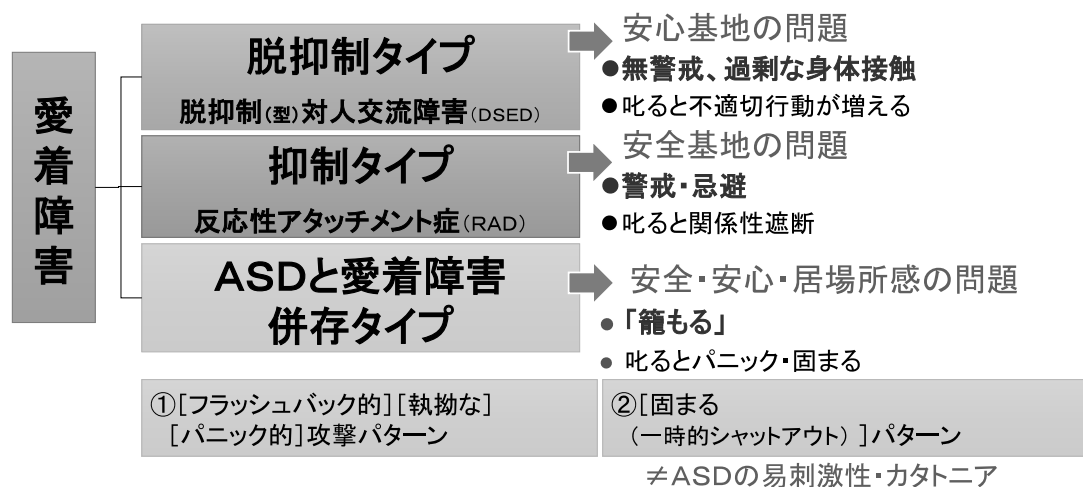 愛着障害
脱抑制タイプ
脱抑制(型)対人交流障害(DSED)
安心基地の問題
●無警戒、過剰な身体接触
●叱ると不適切行動が増える
抑制タイプ
反応性アタッチメント症(RAD)
安全基地の問題
●警戒・忌避
●叱ると関係性遮断
ASDと愛着障害
併存タイプ
安全・安心・居場所感の問題
●「籠もる」
●叱るとパニック・固まる
①[フラッシュバック的][執拗な]
[パニック的]攻撃パターン
②[固まる
(一時的シャットアウト)]パターン
≠ASDの易刺激性・カタトニア